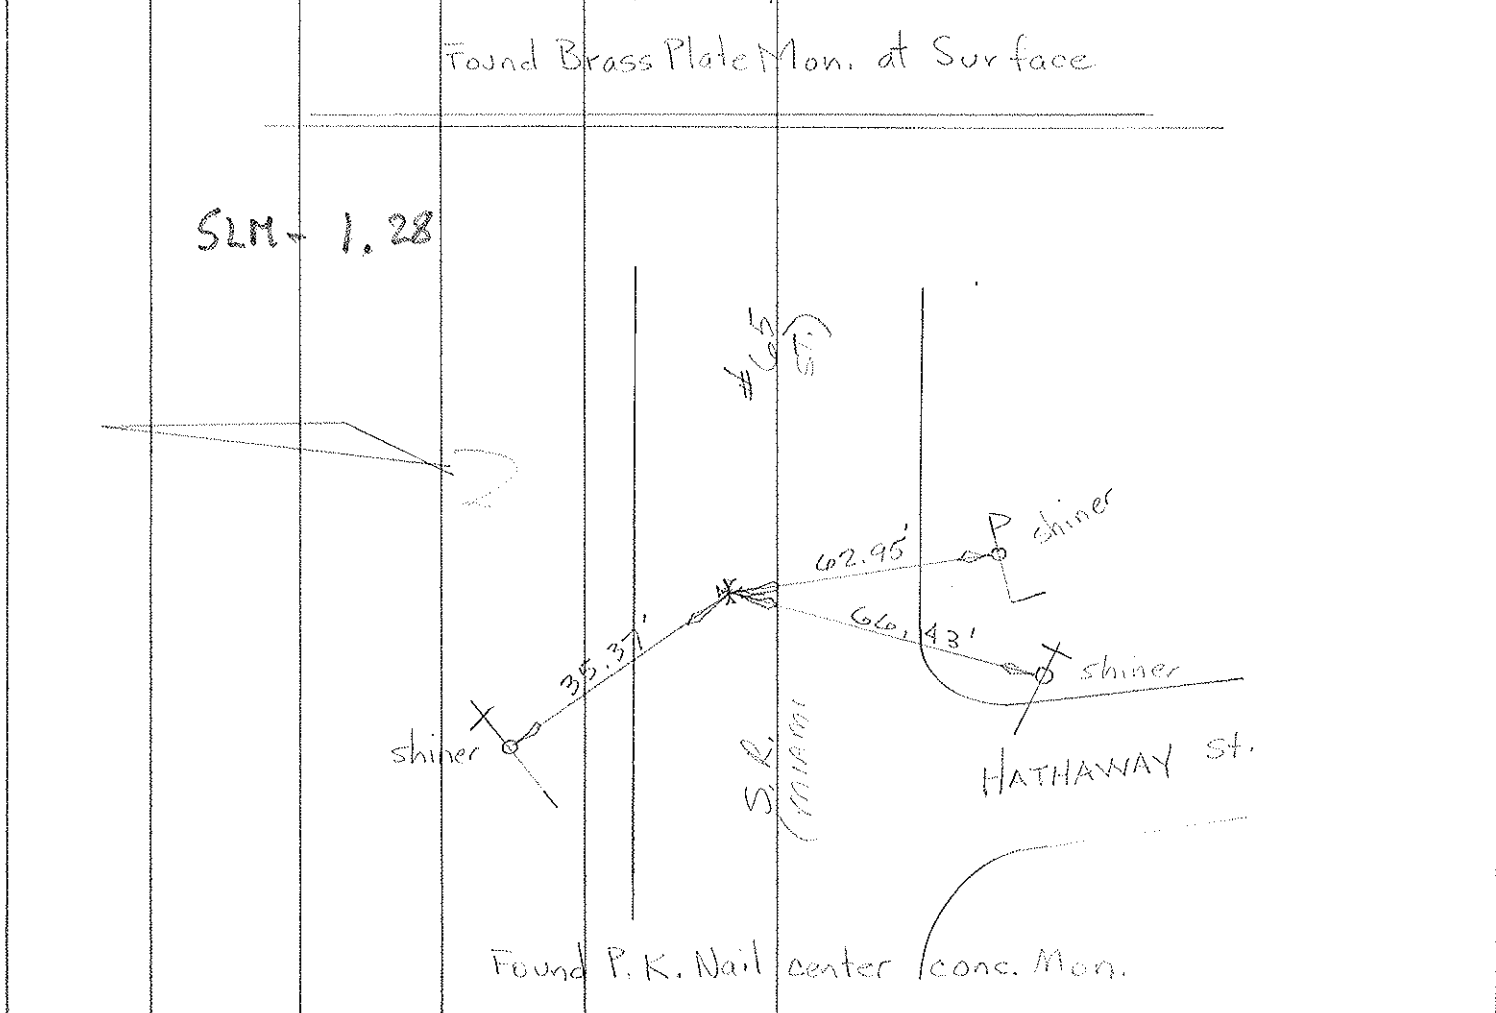 Found Brass Plate Mon. at Surface
SLM - 1.28
S.R. #65
(MIAMI ST.)
62.95'
shiner
66.43'
shiner
35.37'
shiner
HATHAWAY St.
Found P.K. Nail center conc. Mon.